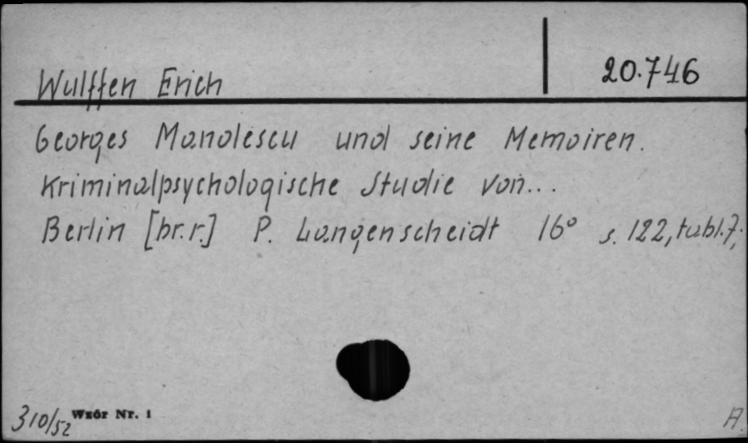 Wulffen Erich
20.746
Georges Manolescu und seine Memoiren.
Kriminalpsychologische Studie von...
Berlin [br.r.] P. Langenscheidt 16° s. 122, tabl. 7.
310/52
Wzór Nr. 1
A.